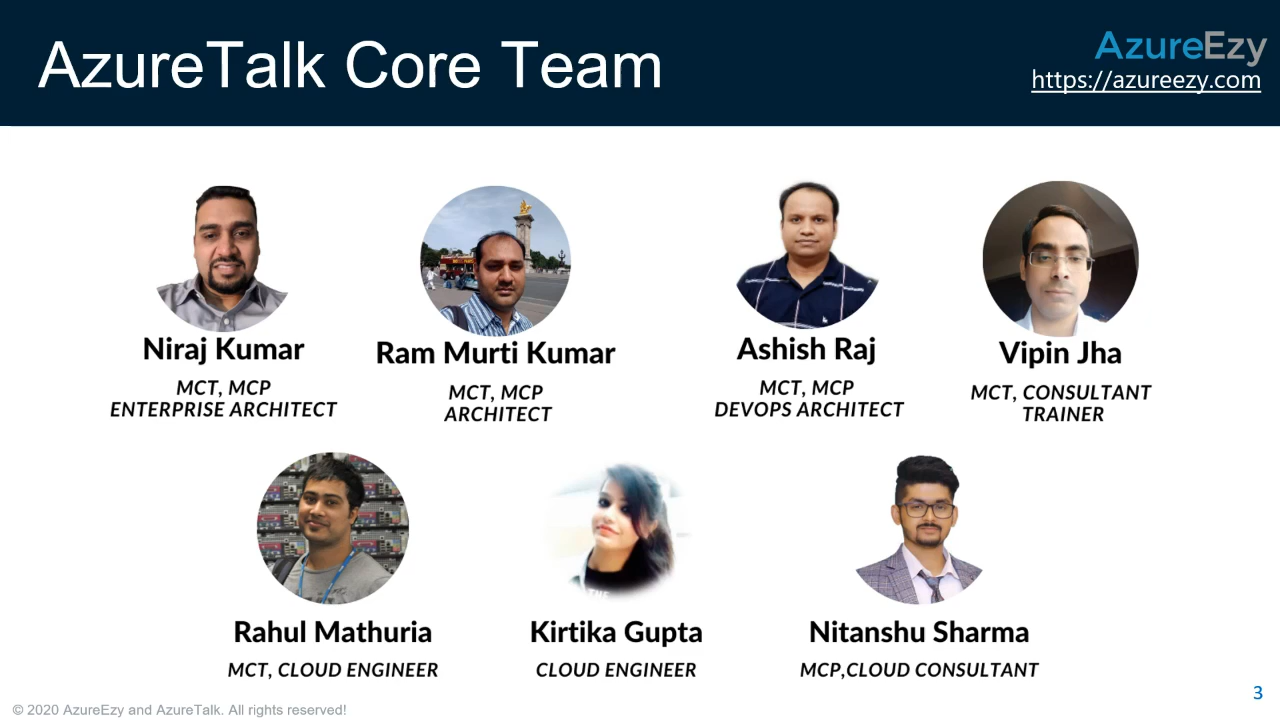 AzureTalk Core Team
AzureEzy
https://azureezy.com
Niraj Kumar
MCT, MCP
ENTERPRISE ARCHITECT
Ram Murti Kumar
MCT, MCP
ARCHITECT
Ashish Raj
MCT, MCP
DEVOPS ARCHITECT
Vipin Jha
MCT, CONSULTANT
TRAINER
Rahul Mathuria
MCT, CLOUD ENGINEER
Kirtika Gupta
CLOUD ENGINEER
Nitanshu Sharma
MCP,CLOUD CONSULTANT
© 2020 AzureEzy and AzureTalk. All rights reserved!
3